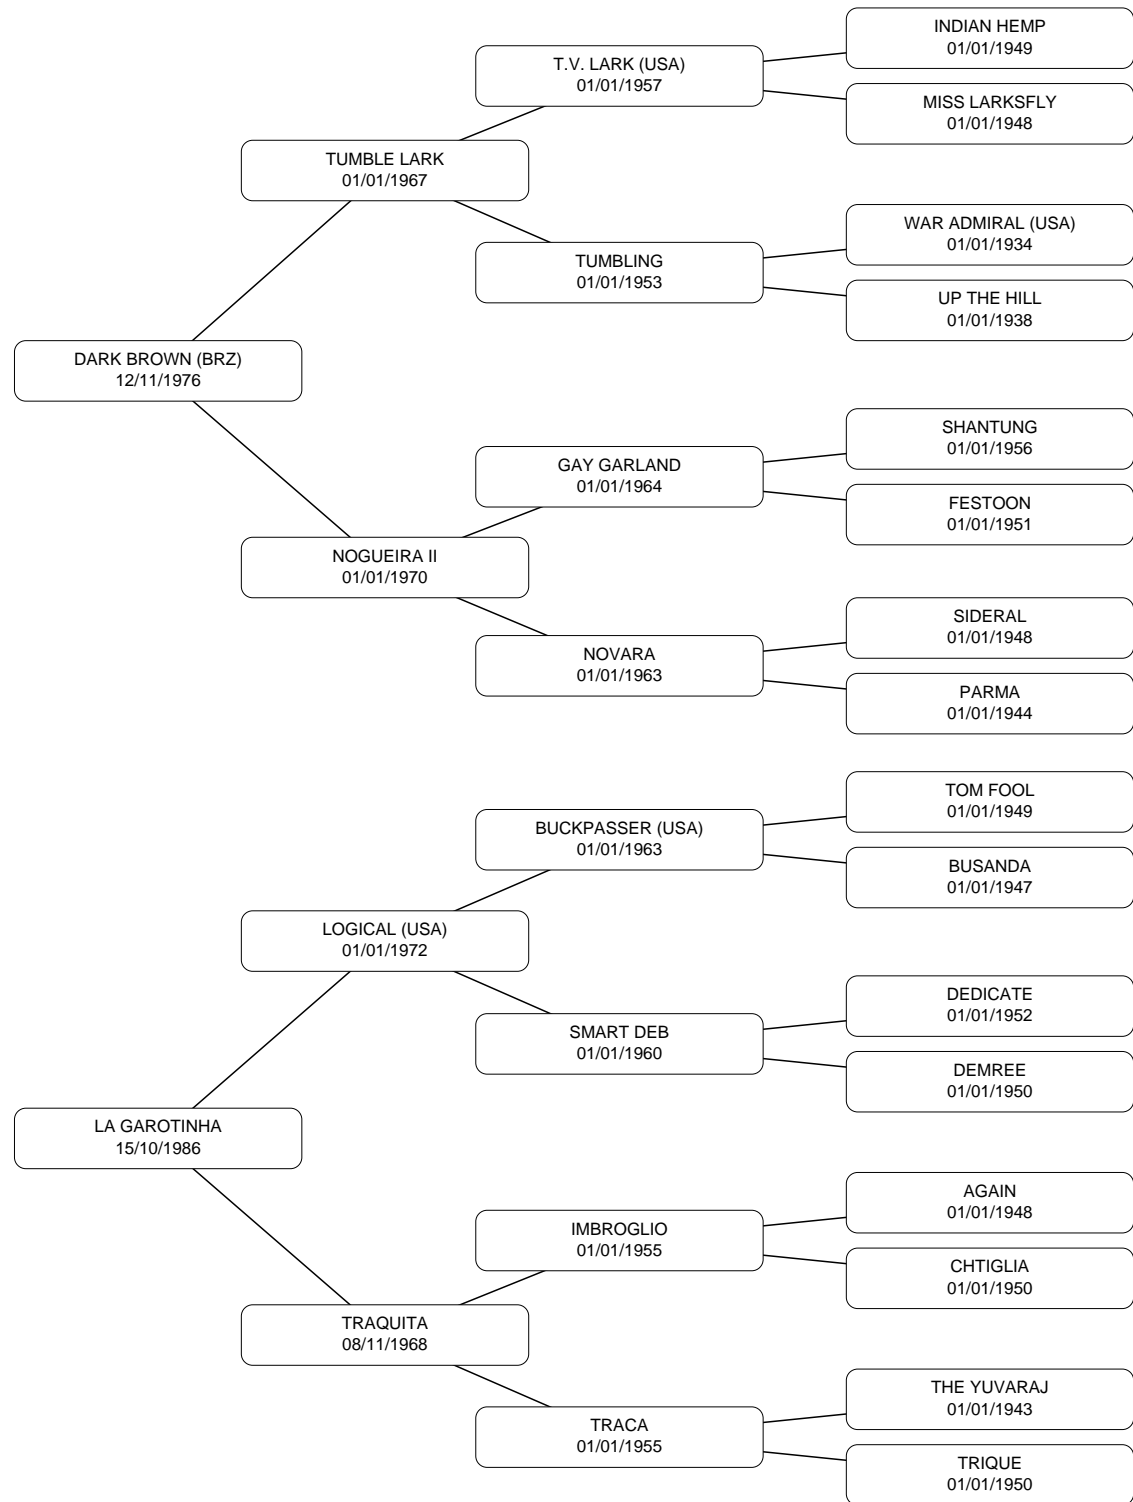 INDIAN HEMP
01/01/1949
T.V. LARK (USA)
01/01/1957
MISS LARKSFLY
01/01/1948
TUMBLE LARK
01/01/1967
WAR ADMIRAL (USA)
01/01/1934
TUMBLING
01/01/1953
UP THE HILL
01/01/1938
DARK BROWN (BRZ)
12/11/1976
SHANTUNG
01/01/1956
GAY GARLAND
01/01/1964
FESTOON
01/01/1951
NOGUEIRA II
01/01/1970
SIDERAL
01/01/1948
NOVARA
01/01/1963
PARMA
01/01/1944
TOM FOOL
01/01/1949
BUCKPASSER (USA)
01/01/1963
BUSANDA
01/01/1947
LOGICAL (USA)
01/01/1972
DEDICATE
01/01/1952
SMART DEB
01/01/1960
DEMREE
01/01/1950
LA GAROTINHA
15/10/1986
AGAIN
01/01/1948
IMBROGLIO
01/01/1955
CHTIGLIA
01/01/1950
TRAQUITA
08/11/1968
THE YUVARAJ
01/01/1943
TRACA
01/01/1955
TRIQUE
01/01/1950